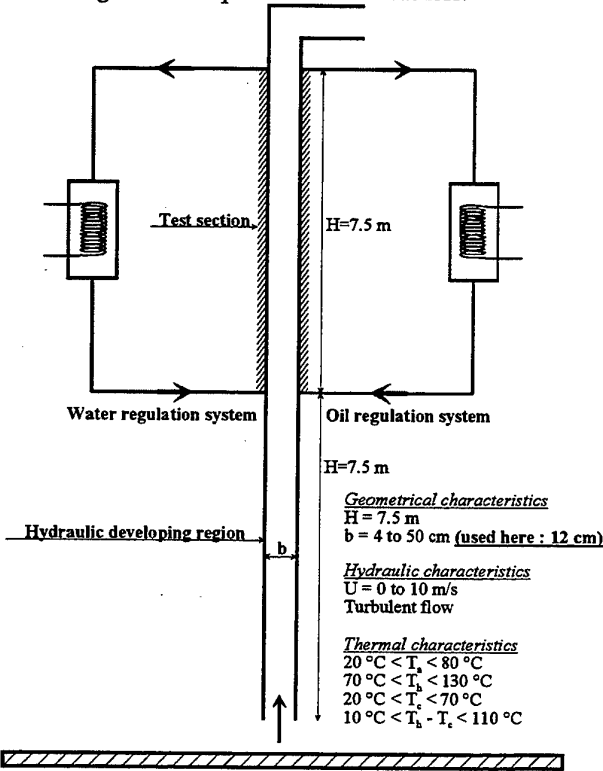 Test section
H=7.5 m
Water regulation system
Oil regulation system
H=7.5 m
Hydraulic developing region
b
Geometrical characteristics
H = 7.5 m
b = 4 to 50 cm (used here : 12 cm)
Hydraulic characteristics
U = 0 to 10 m/s
Turbulent flow
Thermal characteristics
20 °C < Ta < 80 °C
70 °C < Th < 130 °C
20 °C < Tc < 70 °C
10 °C < Th - Tc < 110 °C